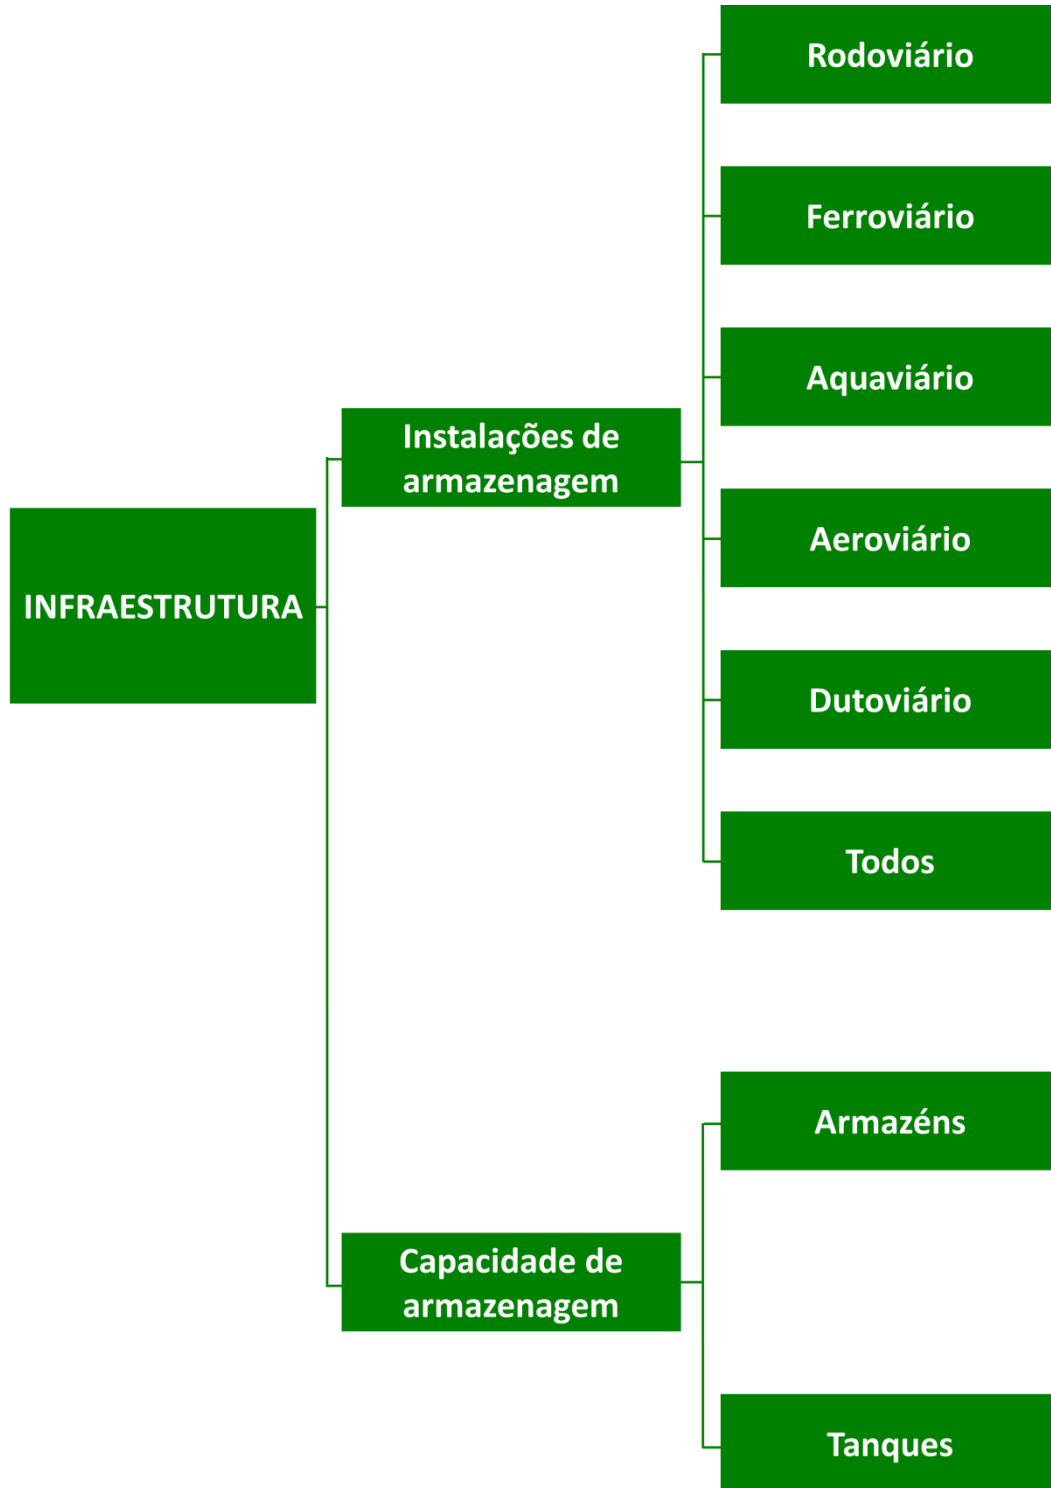 INFRAESTRUTURA
Instalações de
armazenagem
Rodoviário
Ferroviário
Aquaviário
Aeroviário
Dutoviário
Todos
Capacidade de
armazenagem
Armazéns
Tanques